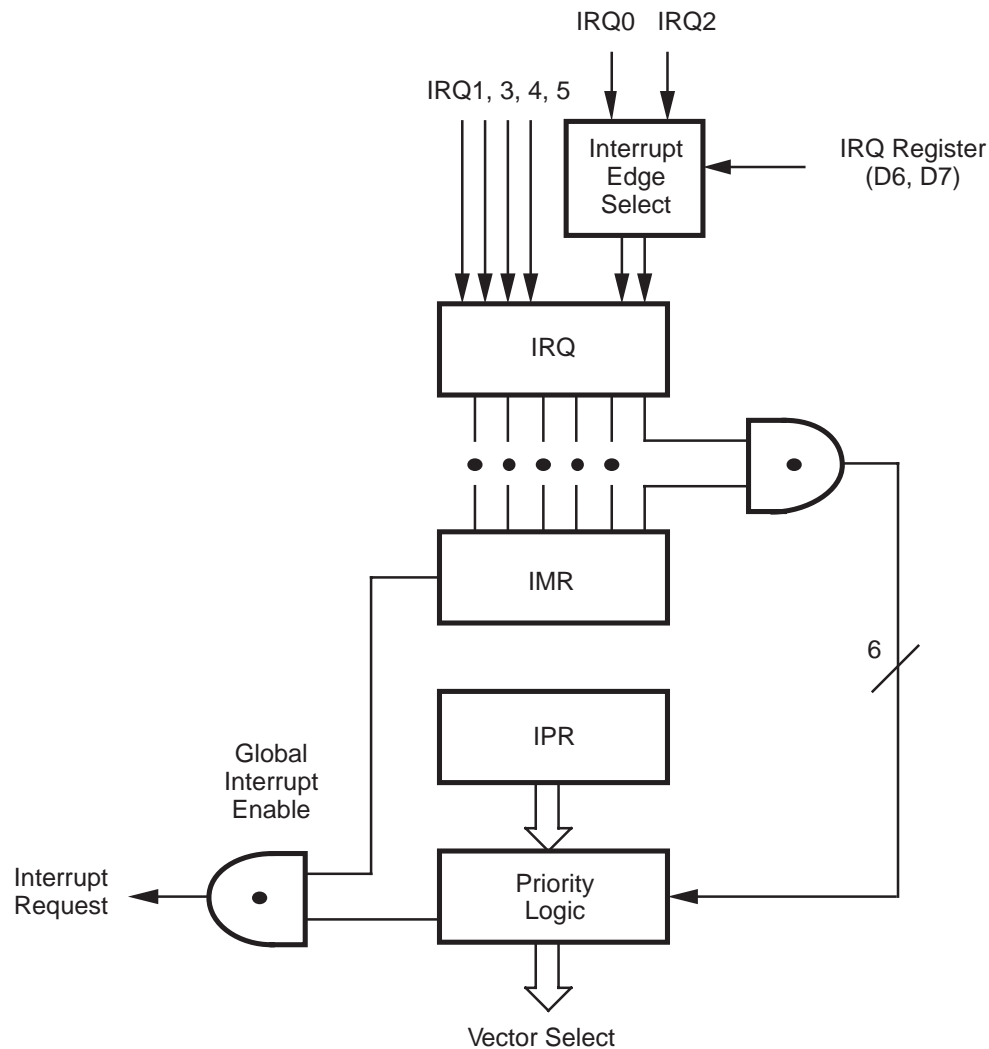 IRQ0 IRQ2
IRQ1, 3, 4, 5
Interrupt
Edge
Select
IRQ Register
(D6, D7)
IRQ
IMR
6
IPR
Global
Interrupt
Enable
Interrupt
Request
Priority
Logic
Vector Select